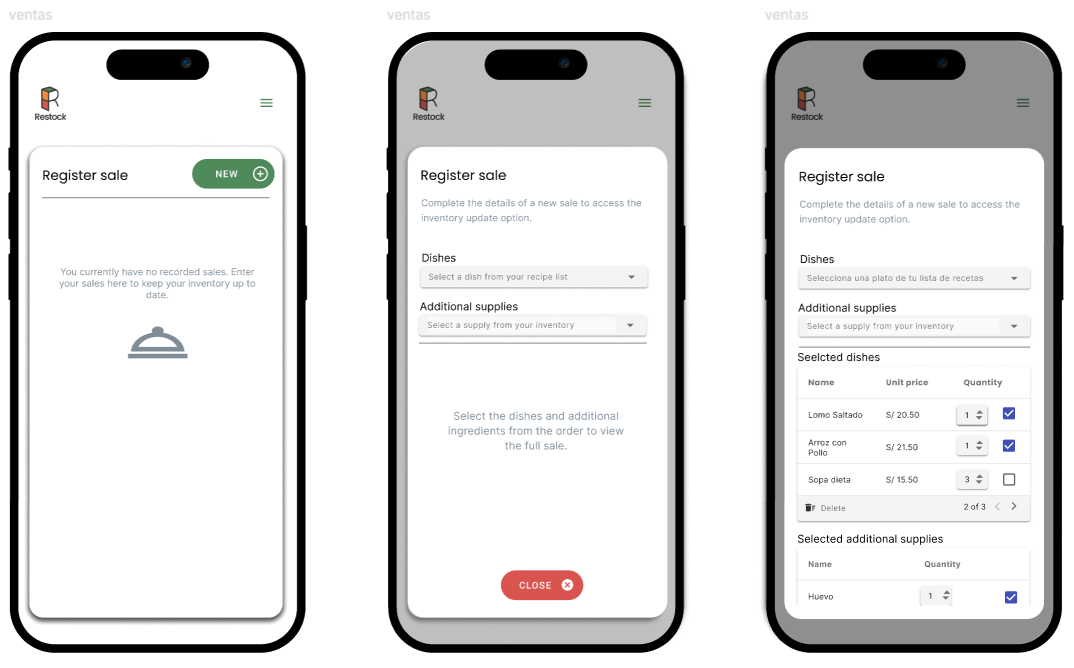 ventas
Restock
Register sale
NEW
You currently have no recorded sales. Enter
your sales here to keep your inventory up to
date.
ventas
Restock
Register sale
Complete the details of a new sale to access the
inventory update option.
Dishes
Select a dish from your recipe list
Additional supplies
Select a supply from your inventory
Select the dishes and additional
ingredients from the order to view
the full sale.
CLOSE
ventas
Restock
Register sale
Complete the details of a new sale to access the
inventory update option.
Dishes
Selecciona una plato de tu lista de recetas
Additional supplies
Select a supply from your inventory
Seelcted dishes
Name Unit price Quantity
Lomo Saltado S/ 20.50 1
Arroz con
Pollo S/ 21.50 1
Sopa dieta S/ 15.50 3
Delete 2 of 3
Selected additional supplies
Name Quantity
Huevo 1